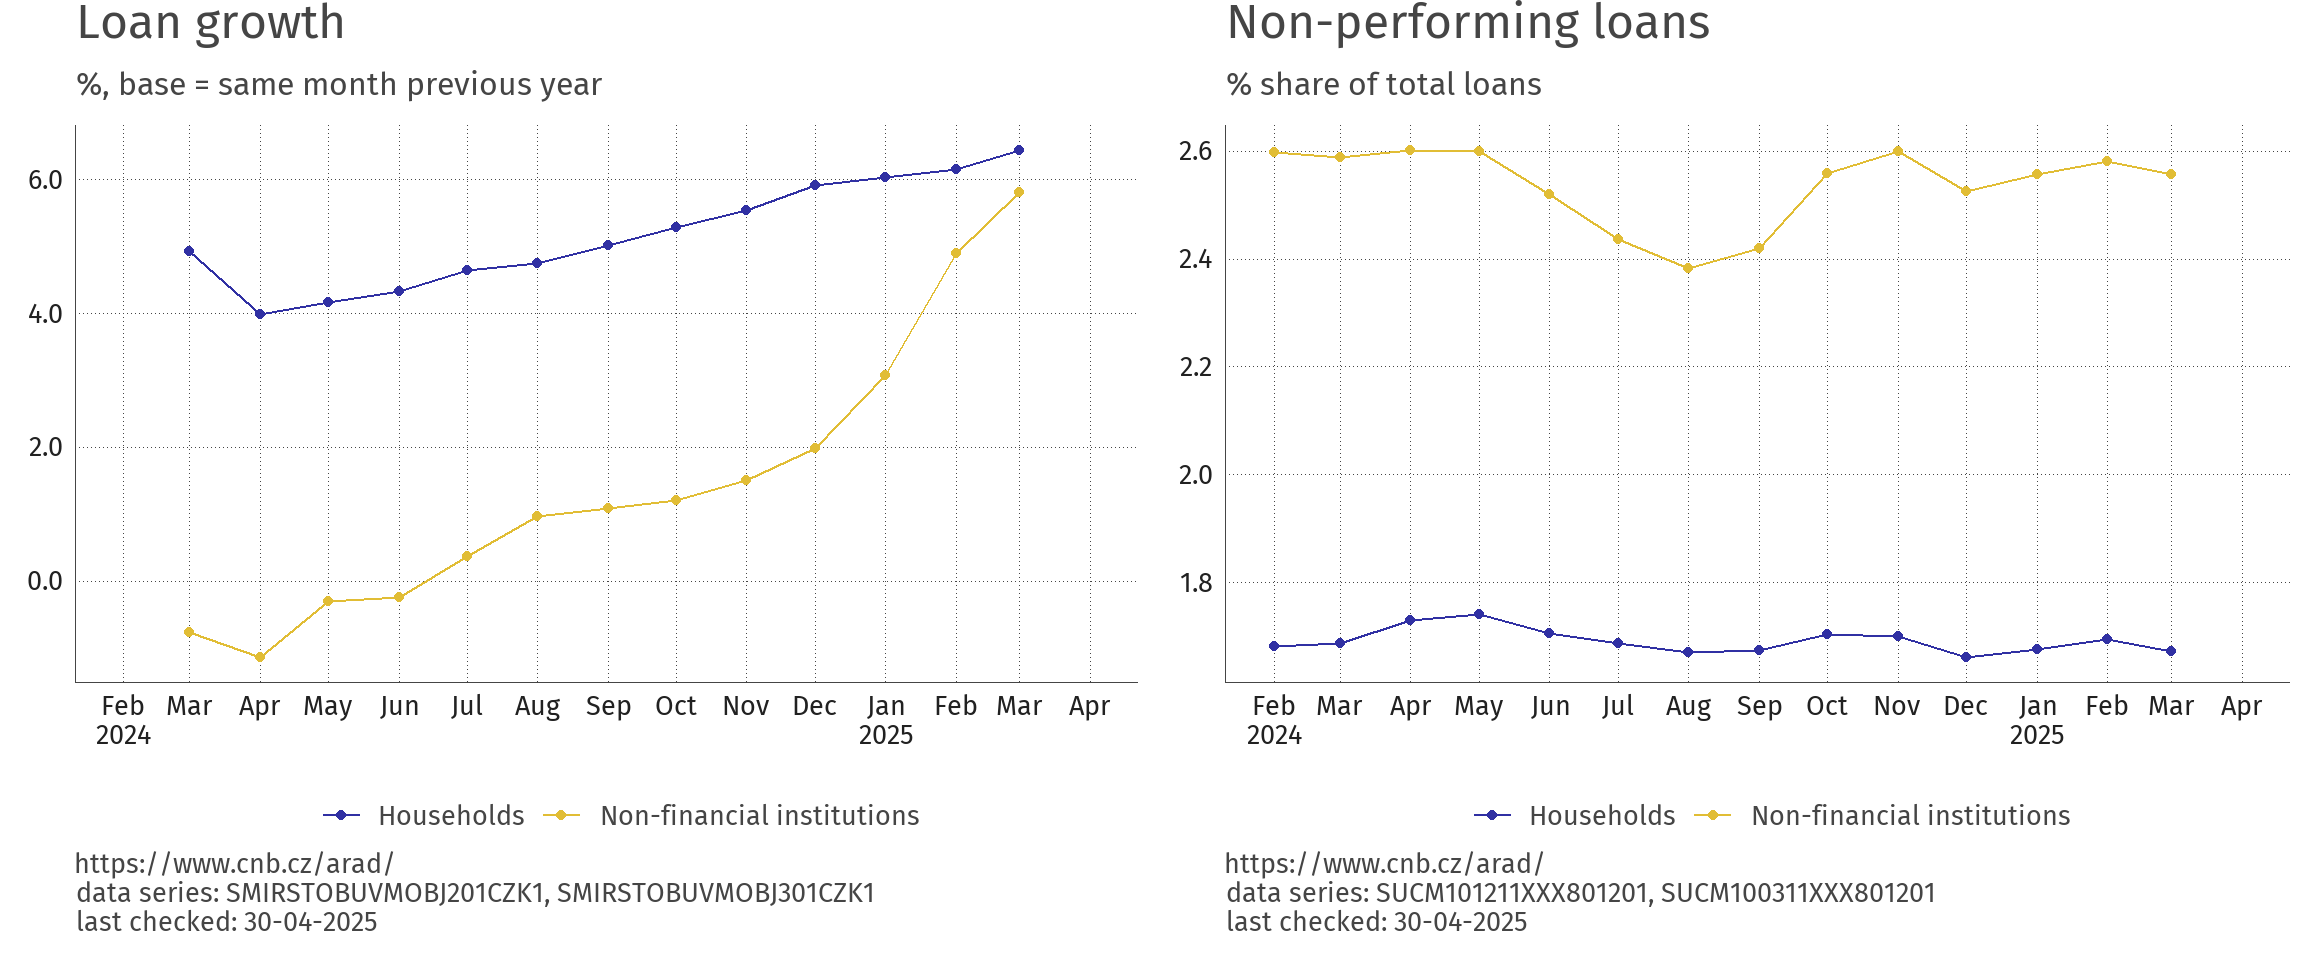 Loan growth
%, base = same month previous year
6.0
4.0
2.0
0.0
Feb Mar Apr May Jun Jul Aug Sep Oct Nov Dec Jan Feb Mar Apr
2024 2025
Households Non-financial institutions
https://www.cnb.cz/arad/
data series: SMIRSTOBUVMOBJ201CZK1, SMIRSTOBUVMOBJ301CZK1
last checked: 30-04-2025
Non-performing loans
% share of total loans
2.6
2.4
2.2
2.0
1.8
Feb Mar Apr May Jun Jul Aug Sep Oct Nov Dec Jan Feb Mar Apr
2024 2025
Households Non-financial institutions
https://www.cnb.cz/arad/
data series: SUCM101211XXX801201, SUCM100311XXX801201
last checked: 30-04-2025